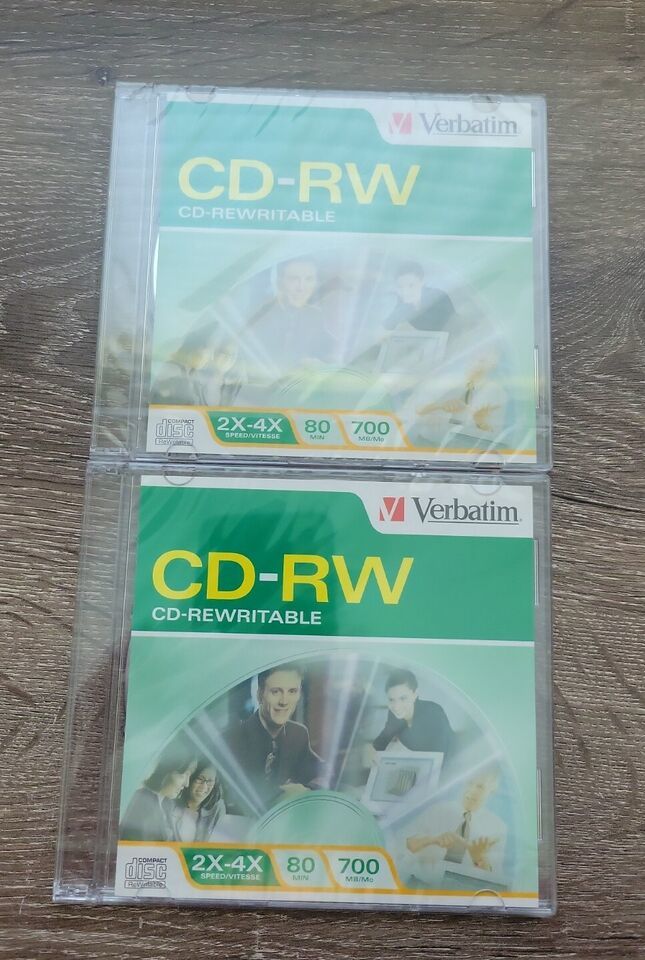 Verbatim
CD-RW
CD-REWRITABLE
COMPACT
disc
ReWritable
2X-4X
SPEED/VITESSE
80
MIN
700
MB/Mo
Verbatim
CD-RW
CD-REWRITABLE
COMPACT
disc
ReWritable
2X-4X
SPEED/VITESSE
80
MIN
700
MB/Mo